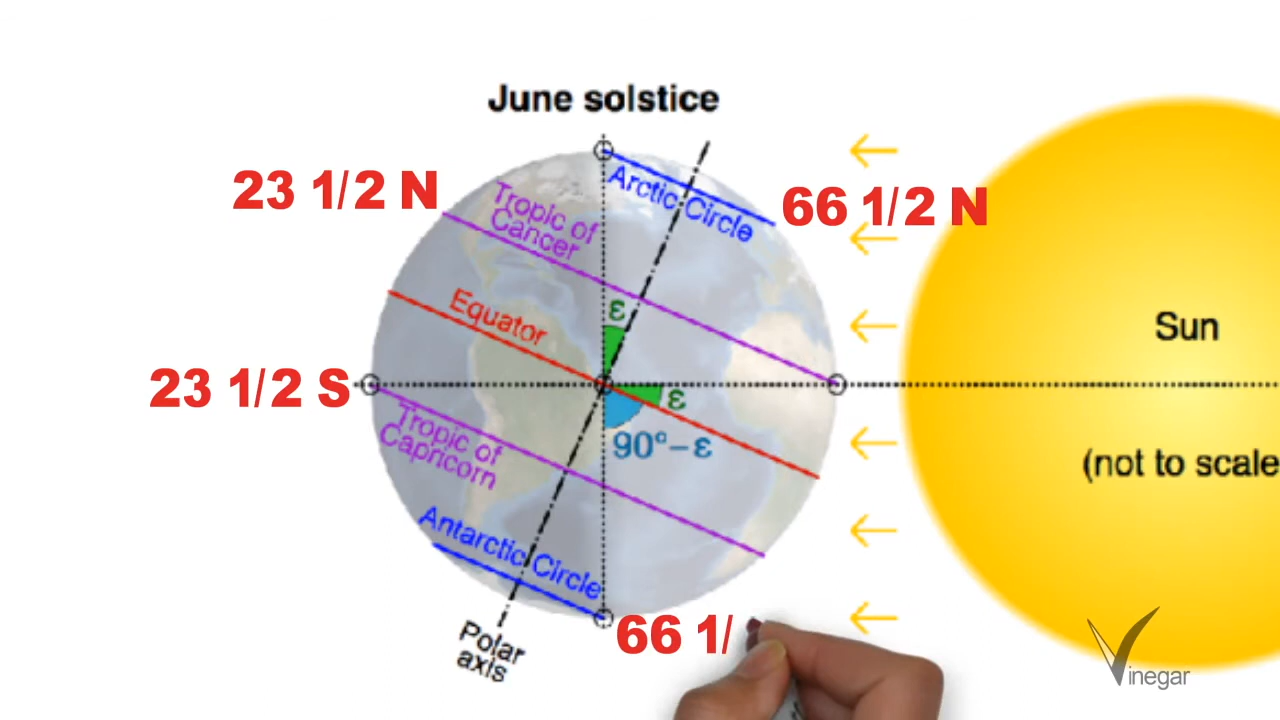 June solstice
23 1/2 N
66 1/2 N
Arctic Circle
Tropic of
Cancer
Equator
ε
Sun
23 1/2 S
ε
90°-ε
Tropic of
Capricorn
(not to scale
Antarctic Circle
66 1/
Polar
axis
Vinegar